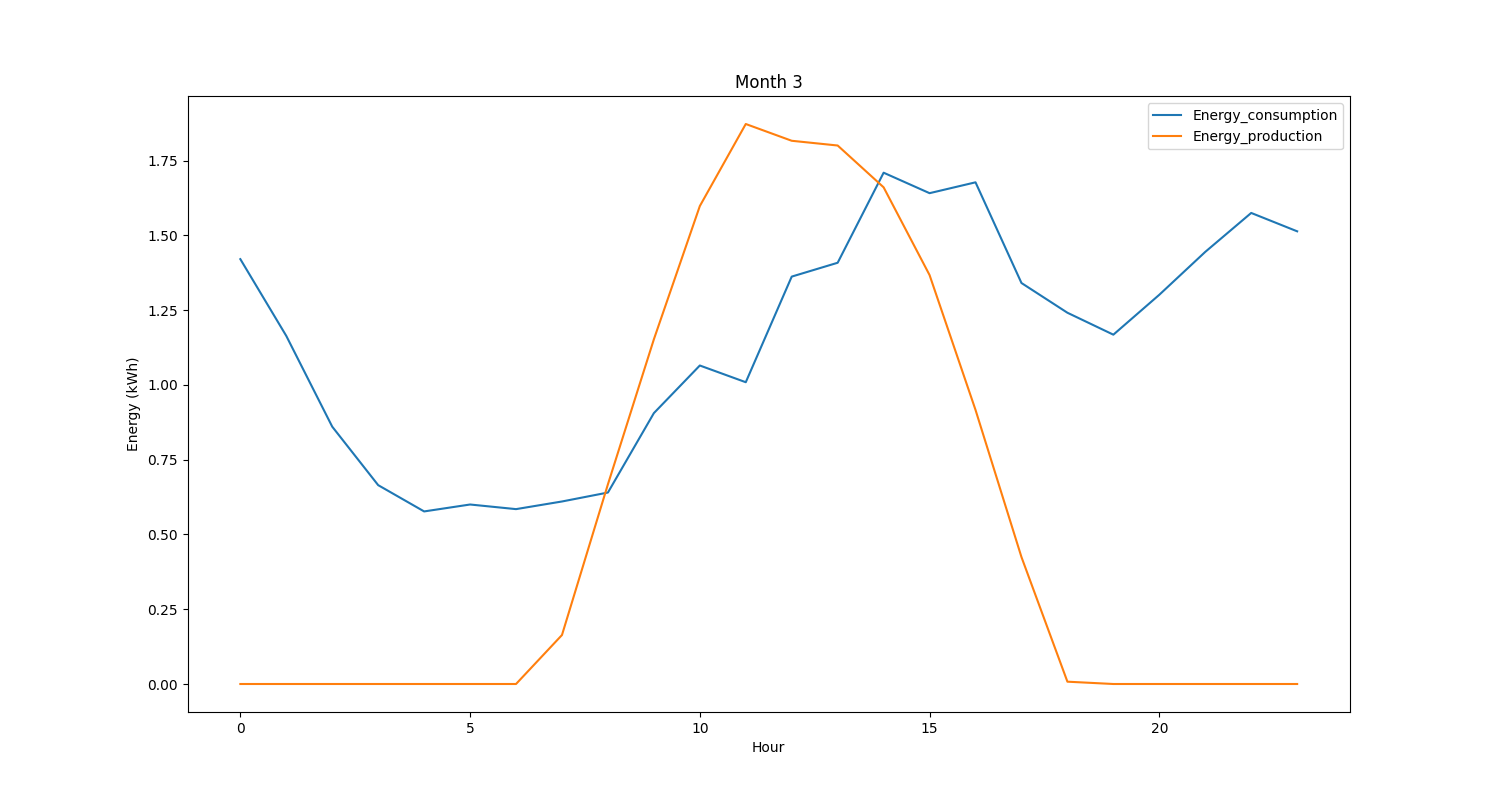 Month 3
Energy_consumption
Energy_production
Energy (kWh)
1.75
1.50
1.25
1.00
0.75
0.50
0.25
0.00
0 5 10 15 20
Hour